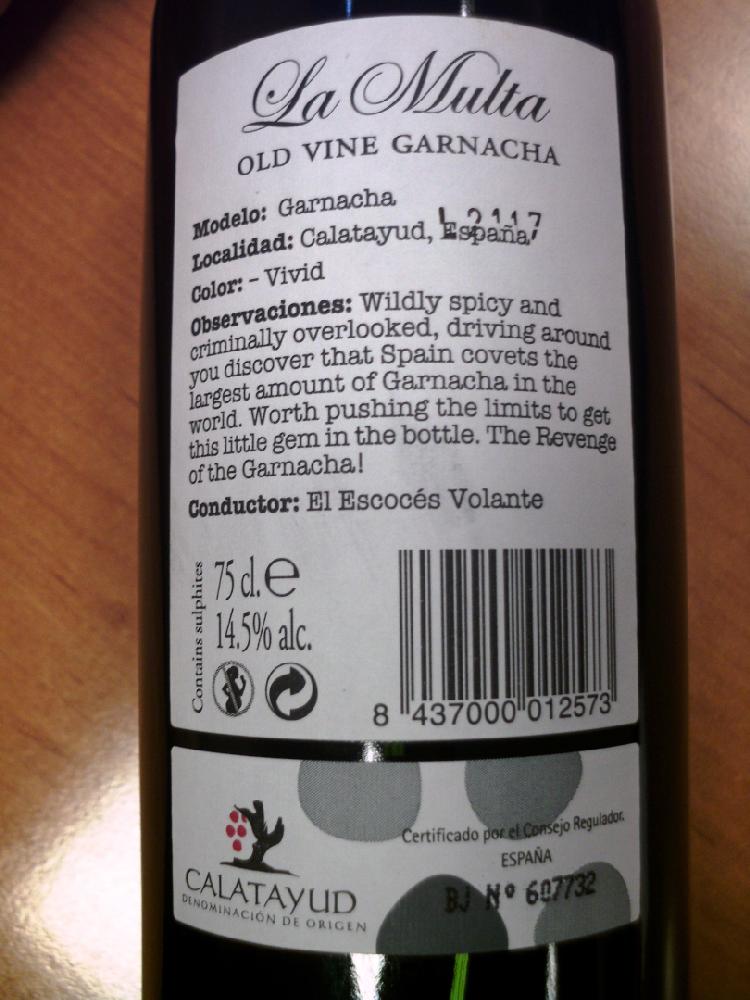 La Multa
OLD VINE GARNACHA
Modelo: Garnacha
L 2117
Localidad: Calatayud, España
Color: - Vivid
Observaciones: Wildly spicy and
criminally overlooked, driving around
you discover that Spain covets the
largest amount of Garnacha in the
world. Worth pushing the limits to get
this little gem in the bottle. The Revenge
of the Garnacha!
Conductor: El Escocés Volante
Contains sulphites
75 cl. e
14.5% alc.
8 437000 012573
Certificado por el Consejo Regulador.
ESPAÑA
BJ Nº 607732
CALATAYUD
DENOMINACIÓN DE ORIGEN